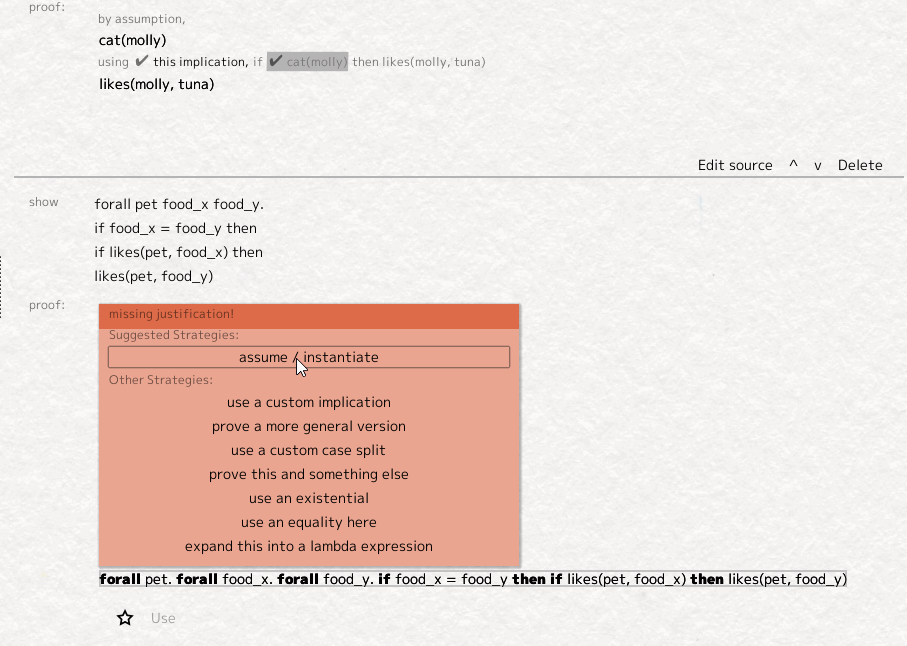 proof:
by assumption,
cat(molly)
using ✔ this implication, if ✔ cat(molly) then likes(molly, tuna)
likes(molly, tuna)
Edit source ^ v Delete
show
forall pet food_x food_y.
if food_x = food_y then
if likes(pet, food_x) then
likes(pet, food_y)
proof:
missing justification!
Suggested Strategies:
assume / instantiate
Other Strategies:
use a custom implication
prove a more general version
use a custom case split
prove this and something else
use an existential
use an equality here
expand this into a lambda expression
forall pet. forall food_x. forall food_y. if food_x = food_y then if likes(pet, food_x) then likes(pet, food_y)
☆ Use